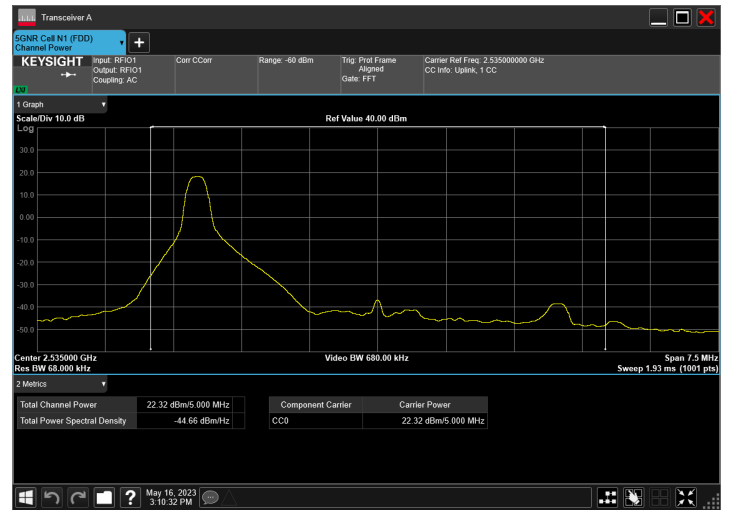 Transceiver A
5GNR Cell N1 (FDD)
Channel Power
KEYSIGHT
LXI
Input: RFIO1
Output: RFIO1
Coupling: AC
Corr CCorr
Range: -60 dBm
Trig: Prot Frame
Aligned
Gate: FFT
Carrier Ref Freq: 2.535000000 GHz
CC Info: Uplink, 1 CC
1 Graph
Scale/Div 10.0 dB
Ref Value 40.00 dBm
Log
30.0
20.0
10.0
0.00
-10.0
-20.0
-30.0
-40.0
-50.0
Center 2.535000 GHz
Video BW 680.00 kHz
Span 7.5 MHz
Res BW 68.000 kHz
Sweep 1.93 ms (1001 pts)
2 Metrics
Total Channel Power 22.32 dBm/5.000 MHz
Total Power Spectral Density -44.66 dBm/Hz
Component Carrier Carrier Power
CC0 22.32 dBm/5.000 MHz
?
May 16, 2023
3:10:32 PM